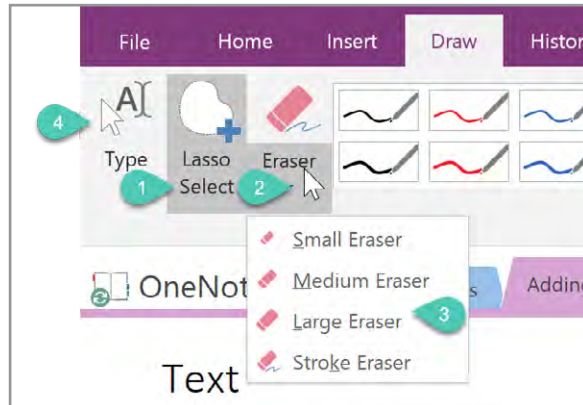 File Home Insert Draw Histor
4 A
Type Lasso Eraser
1 Select 2
Small Eraser
Medium Eraser
OneNot s Adding
Large Eraser 3
Stroke Eraser
Text